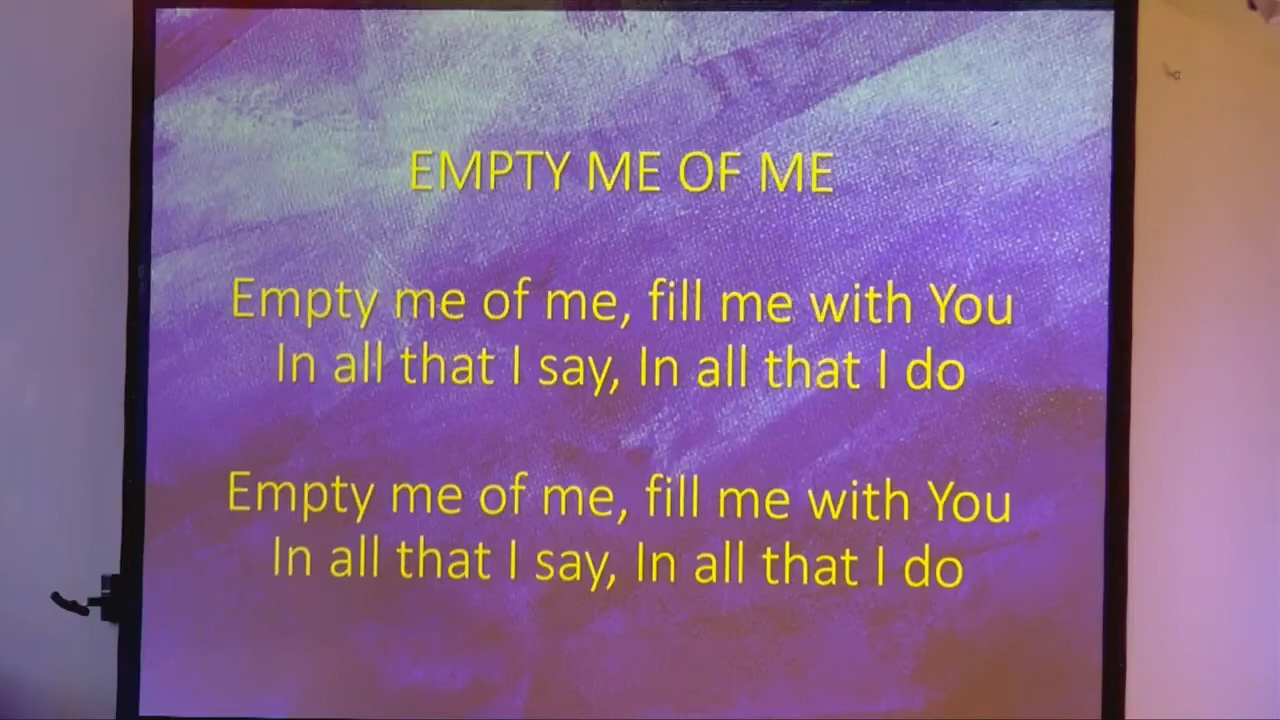 EMPTY ME OF ME
Empty me of me, fill me with You
In all that I say, In all that I do
Empty me of me, fill me with You
In all that I say, In all that I do